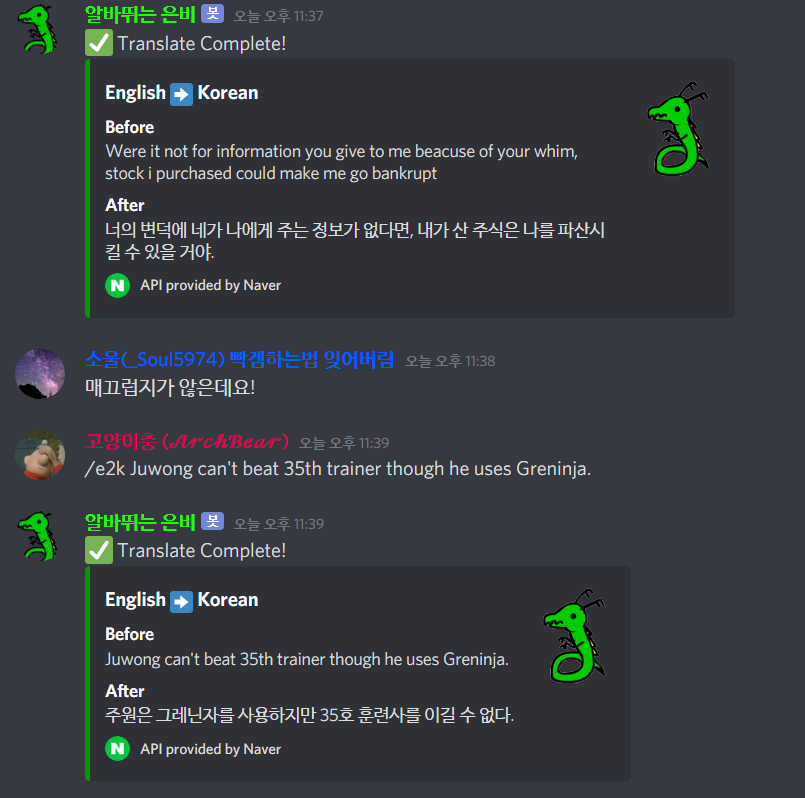 알바뛰는 은비 봇 오늘 오후 11:37
Translate Complete!
English ➡ Korean
Before
Were it not for information you give to me beacuse of your whim,
stock i purchased could make me go bankrupt
After
너의 변덕에 네가 나에게 주는 정보가 없다면, 내가 산 주식은 나를 파산시
킬 수 있을 거야.
N API provided by Naver
소울(_Soul5974) 빡겜하는법 잊어버림 오늘 오후 11:38
매끄럽지가 않은데요!
고양이충 (𝓐𝓻𝓬𝓱𝓑𝓮𝓪𝓻) 오늘 오후 11:39
/e2k Juwong can't beat 35th trainer though he uses Greninja.
알바뛰는 은비 봇 오늘 오후 11:39
Translate Complete!
English ➡ Korean
Before
Juwong can't beat 35th trainer though he uses Greninja.
After
주원은 그레닌자를 사용하지만 35호 훈련사를 이길 수 없다.
N API provided by Naver